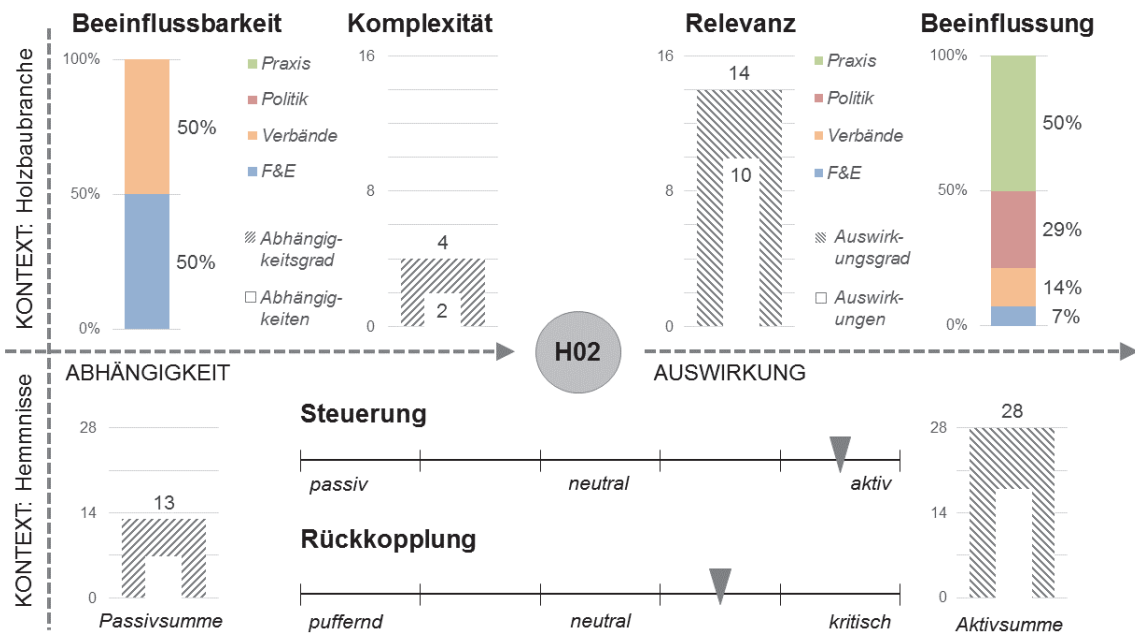 Beeinflussbarkeit
100%
50%
0%
50%
50%
Praxis
Politik
Verbände
F&E
Komplexität
16
8
0
4
2
Abhängig-
keitsgrad
Abhängig-
keiten
Relevanz
16
8
0
14
10
Praxis
Politik
Verbände
F&E
Auswirk-
ungsgrad
Auswirk-
ungen
Beeinflussung
100%
50%
0%
50%
29%
14%
7%
KONTEXT: Holzbaubranche
H02
ABHÄNGIGKEIT
AUSWIRKUNG
KONTEXT: Hemmnisse
28
14
0
13
Passivsumme
Steuerung
passiv
neutral
aktiv
Rückkopplung
puffernd
neutral
kritisch
28
28
14
0
Aktivsumme